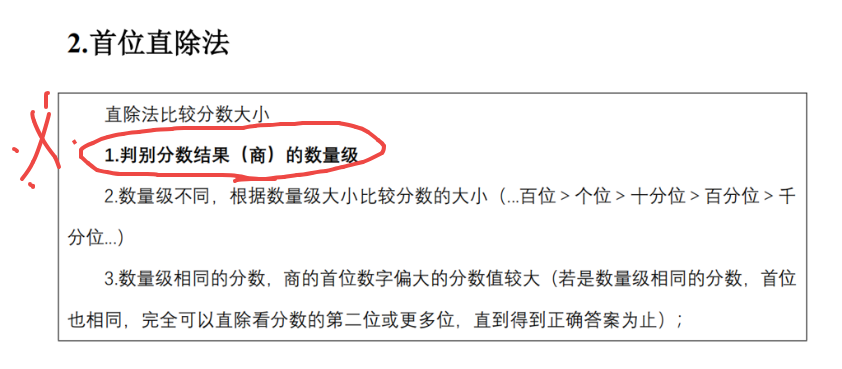 2.首位直除法
直除法比较分数大小
1.判别分数结果（商）的数量级
2.数量级不同，根据数量级大小比较分数的大小（...百位 > 个位 > 十分位 > 百分位 > 千
分位...）
3.数量级相同的分数，商的首位数字偏大的分数值较大（若是数量级相同的分数，首位
也相同，完全可以直除看分数的第二位或更多位，直到得到正确答案为止）;